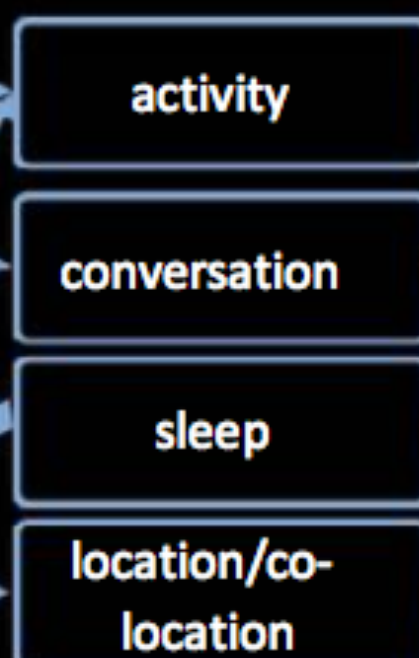 activity
conversation
sleep
location/co-
location